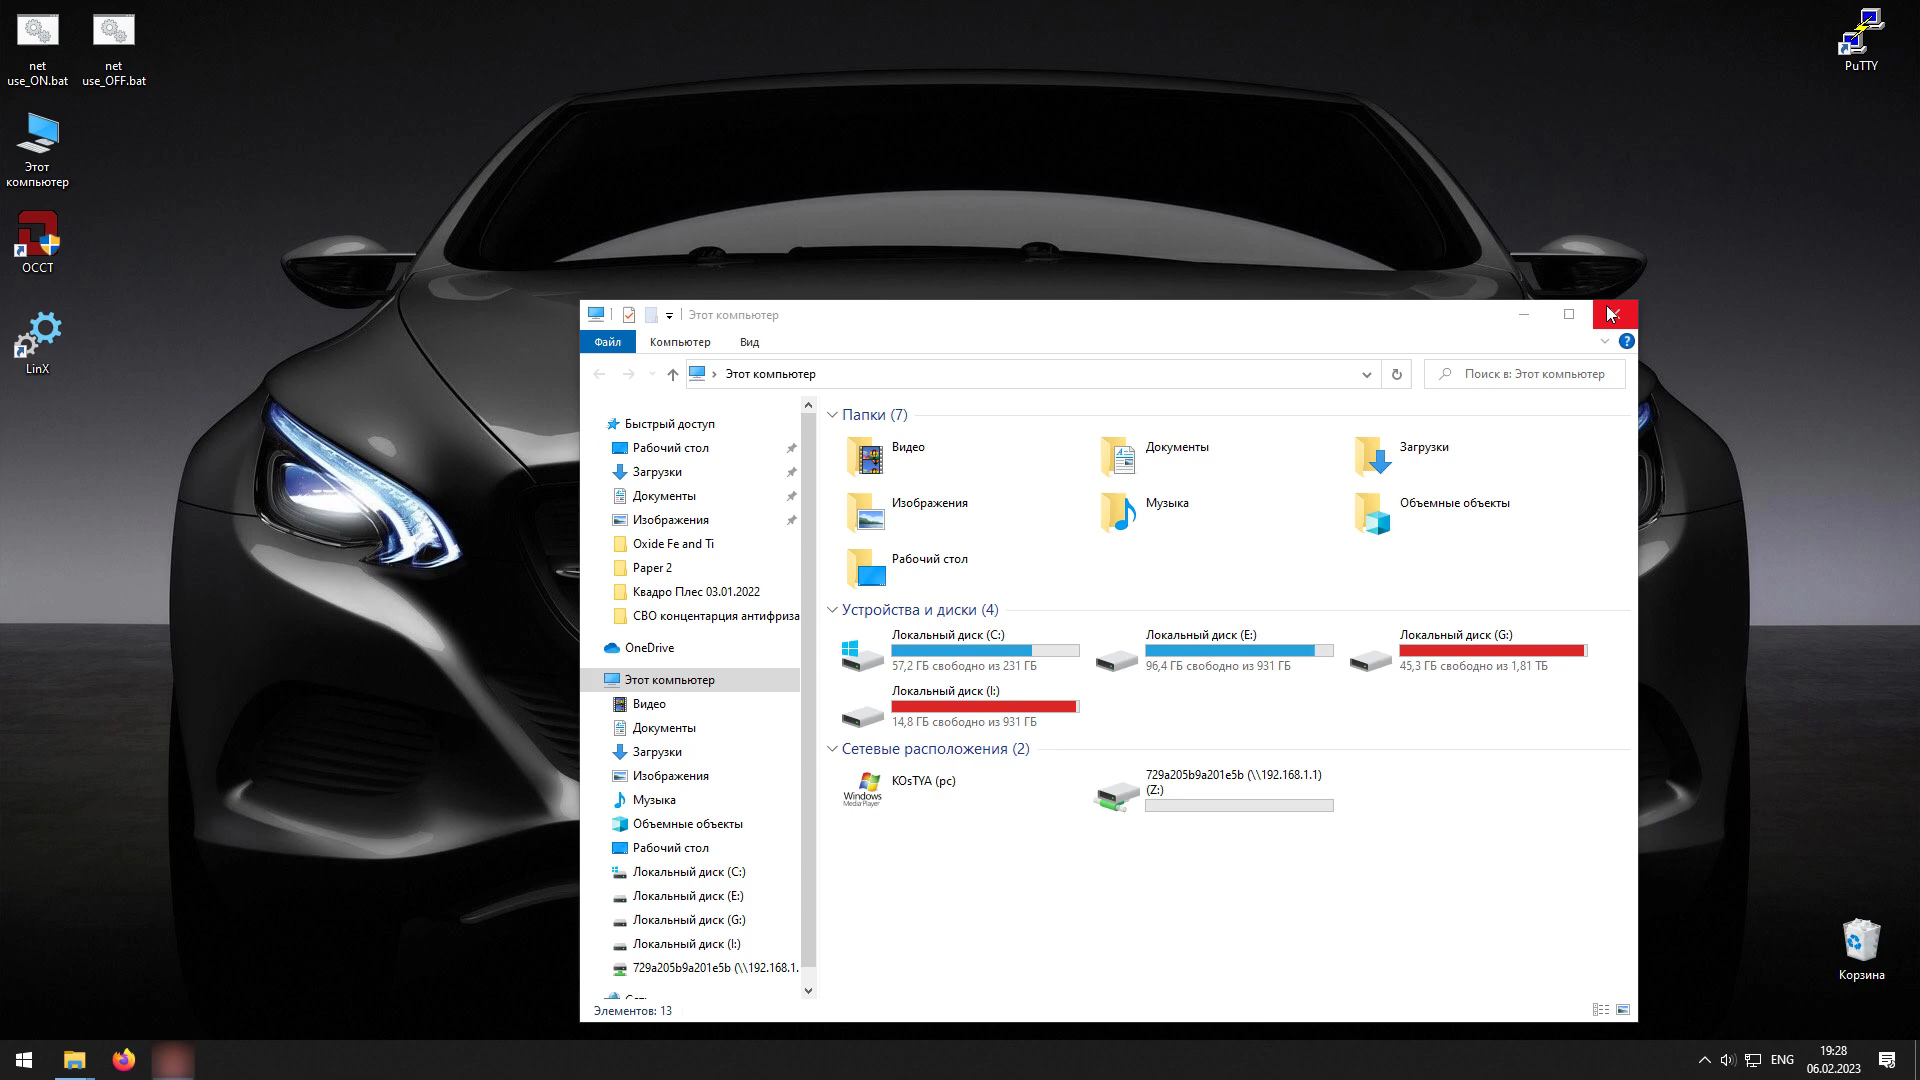 net
use_ON.bat
net
use_OFF.bat
Этот
компьютер
OCCT
LinX
PuTTY
Корзина
Этот компьютер
Файл
Компьютер
Вид
Этот компьютер
Поиск в: Этот компьютер
Быстрый доступ
Рабочий стол
Загрузки
Документы
Изображения
Oxide Fe and Ti
Paper 2
Квадро Плес 03.01.2022
СВО концентарция антифриза
OneDrive
Этот компьютер
Видео
Документы
Загрузки
Изображения
Музыка
Объемные объекты
Рабочий стол
Локальный диск (C:)
Локальный диск (E:)
Локальный диск (G:)
Локальный диск (I:)
729a205b9a201e5b (\\192.168.1.
Папки (7)
Видео
Документы
Загрузки
Изображения
Музыка
Объемные объекты
Рабочий стол
Устройства и диски (4)
Локальный диск (C:)
57,2 ГБ свободно из 231 ГБ
Локальный диск (E:)
96,4 ГБ свободно из 931 ГБ
Локальный диск (G:)
45,3 ГБ свободно из 1,81 ТБ
Локальный диск (I:)
14,8 ГБ свободно из 931 ГБ
Сетевые расположения (2)
Windows
Media Player
KOsTYA (pc)
729a205b9a201e5b (\\192.168.1.1)
(Z:)
Элементов: 13
ENG
19:28
06.02.2023